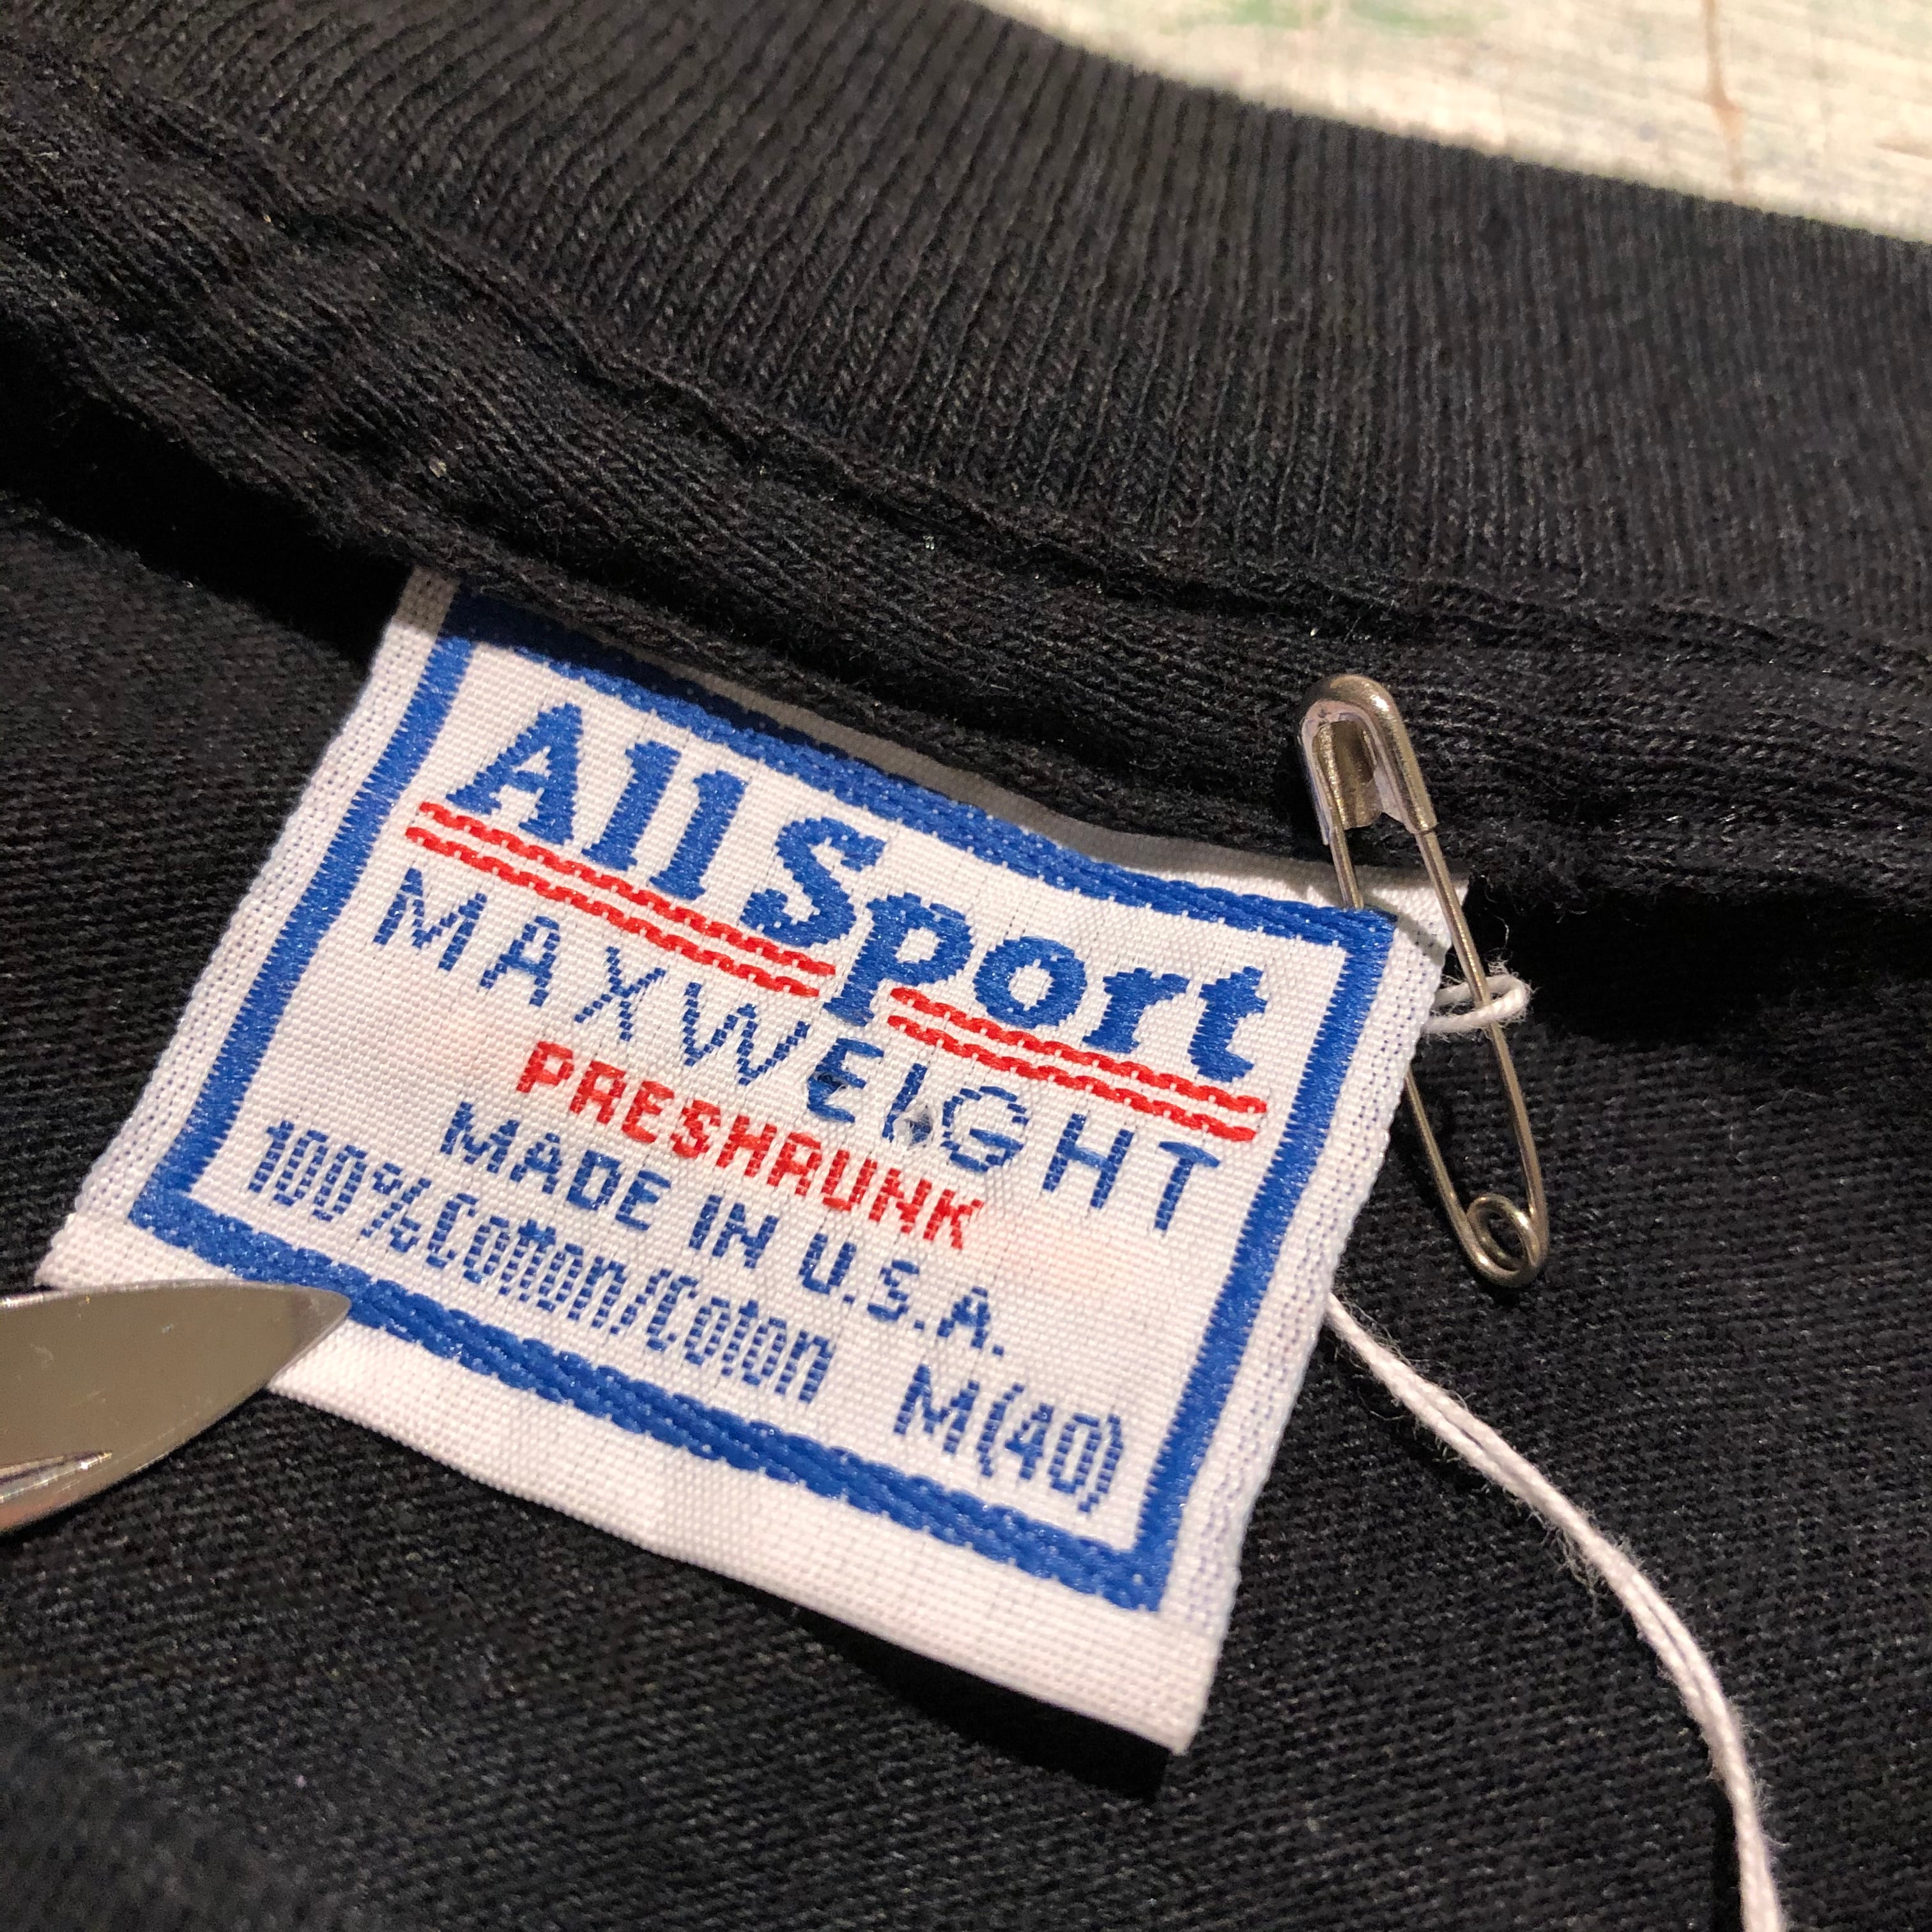 All Sport
MAXWEIGHT
PRESHRUNK
MADE IN U.S.A.
100%Cotton/Coton M(40)